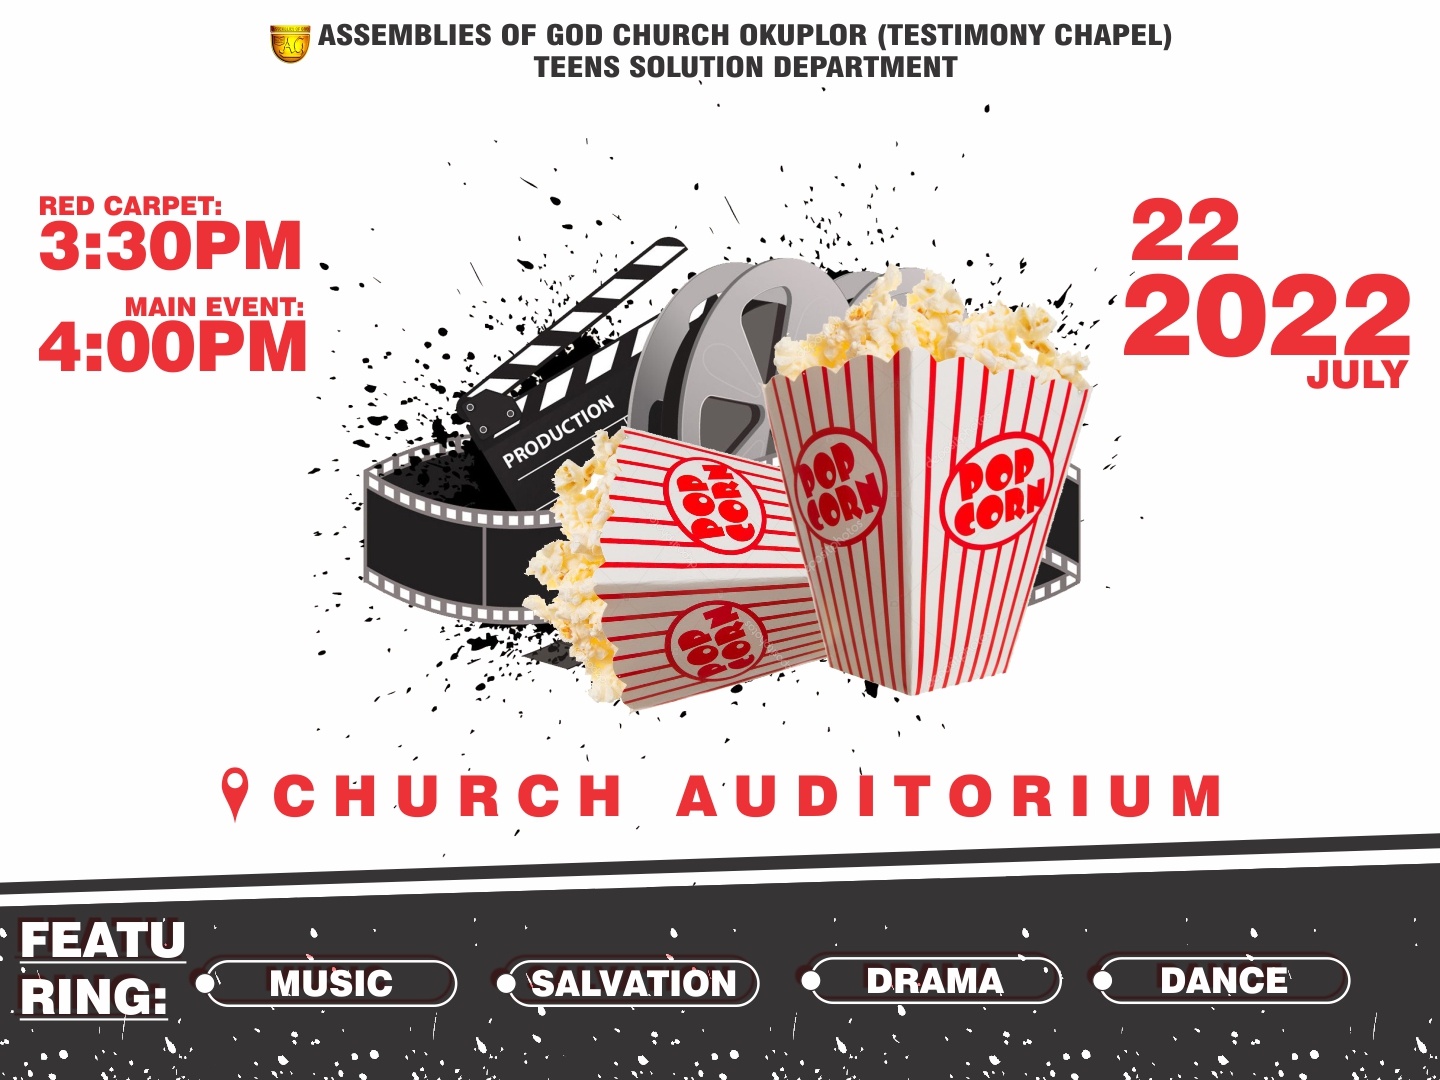 ASSEMBLIES OF GOD CHURCH OKUPLOR (TESTIMONY CHAPEL)
TEENS SOLUTION DEPARTMENT
RED CARPET:
3:30PM
MAIN EVENT:
4:00PM
22
2022
JULY
PRODUCTION
POP
CORN
POP
CORN
POP
CORN
POP
CORN
CHURCH AUDITORIUM
FEATU
RING:
MUSIC
SALVATION
DRAMA
DANCE